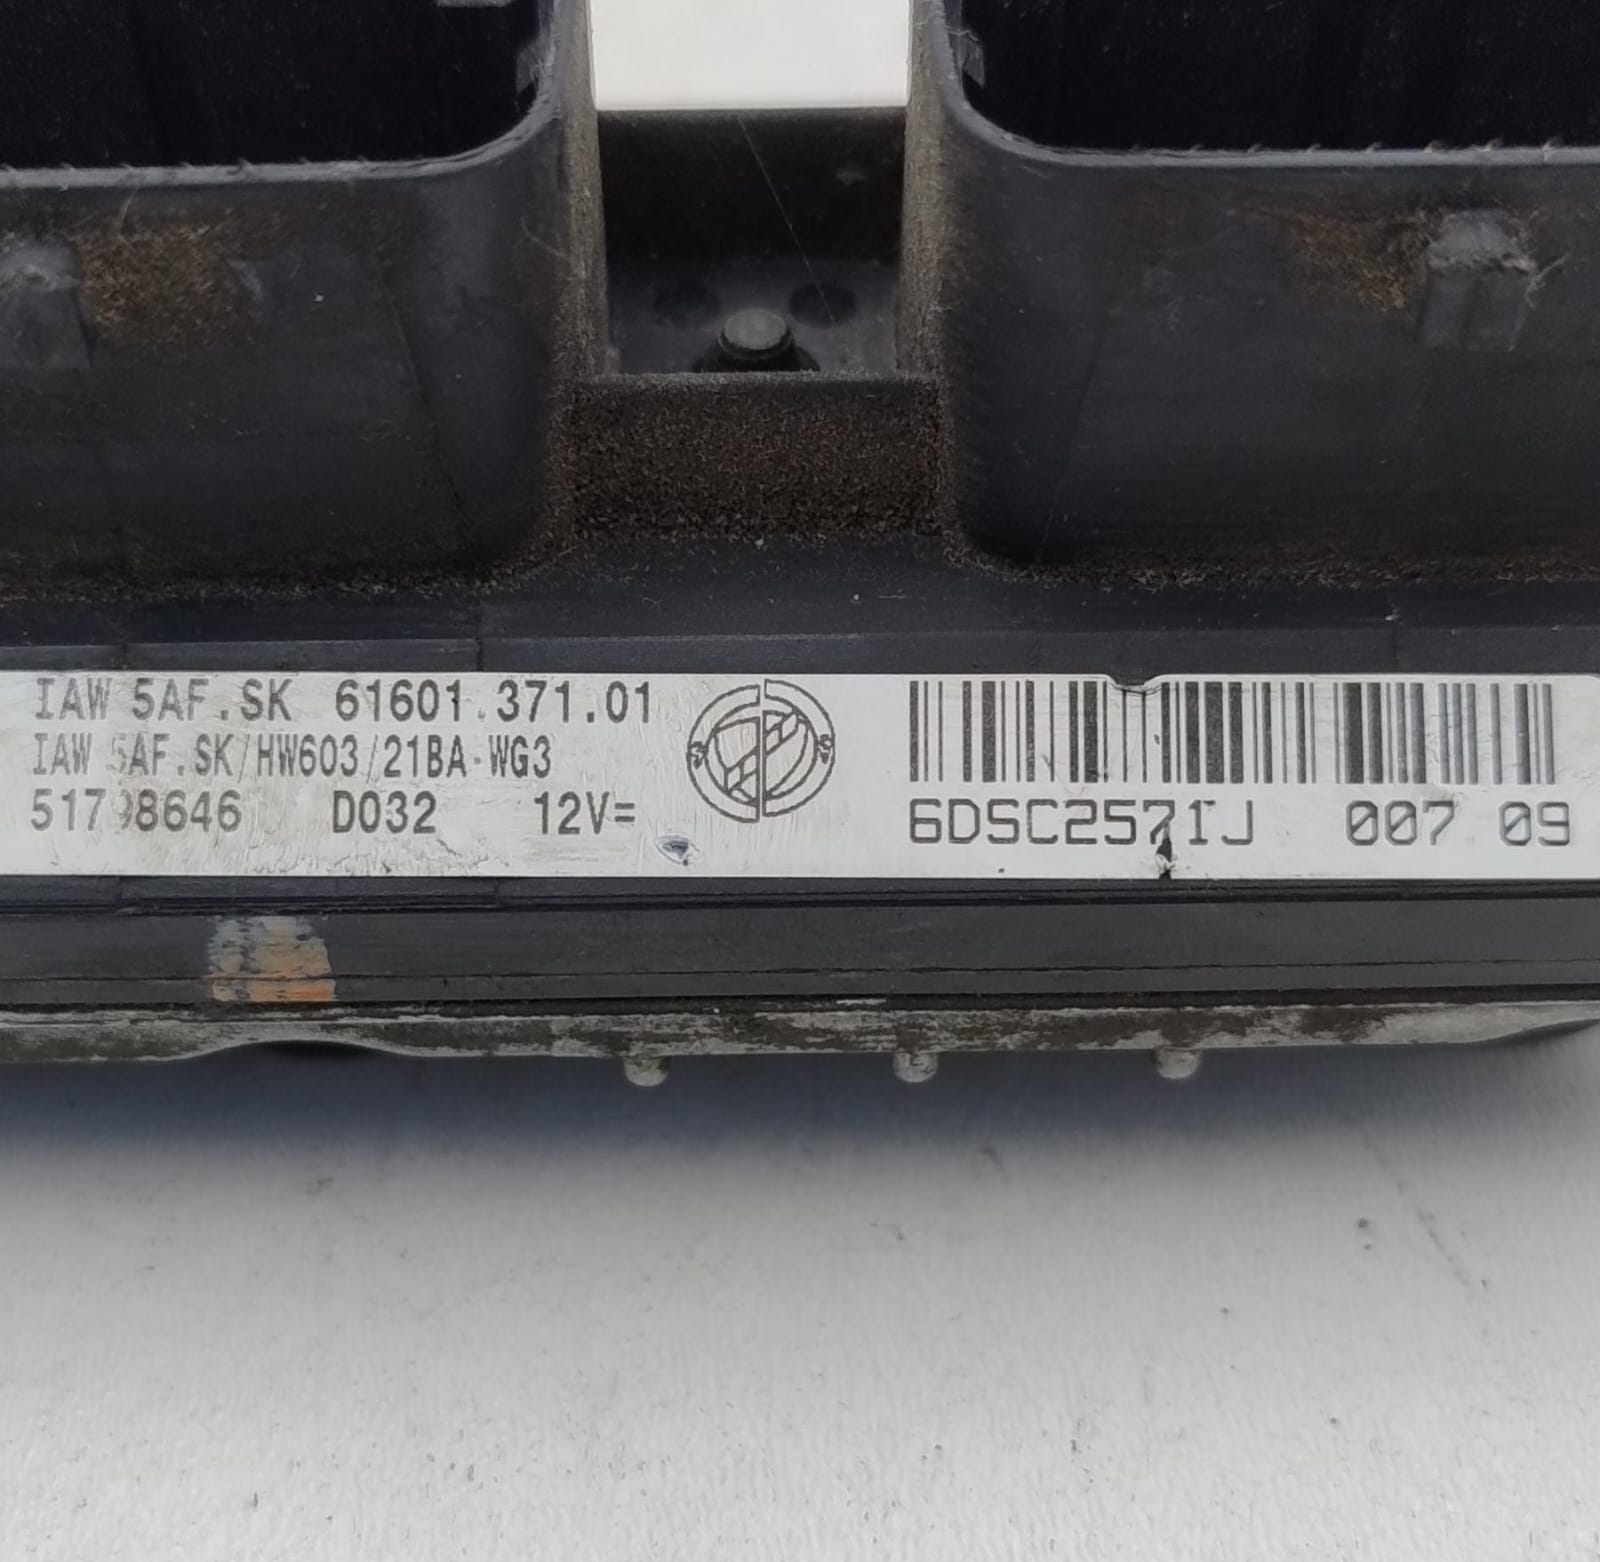 IAW 5AF.SK 61601.371.01
IAW 5AF.SK/HW603/21BA-WG3
51798646 D032 12V=
6DSC2571J 007 09